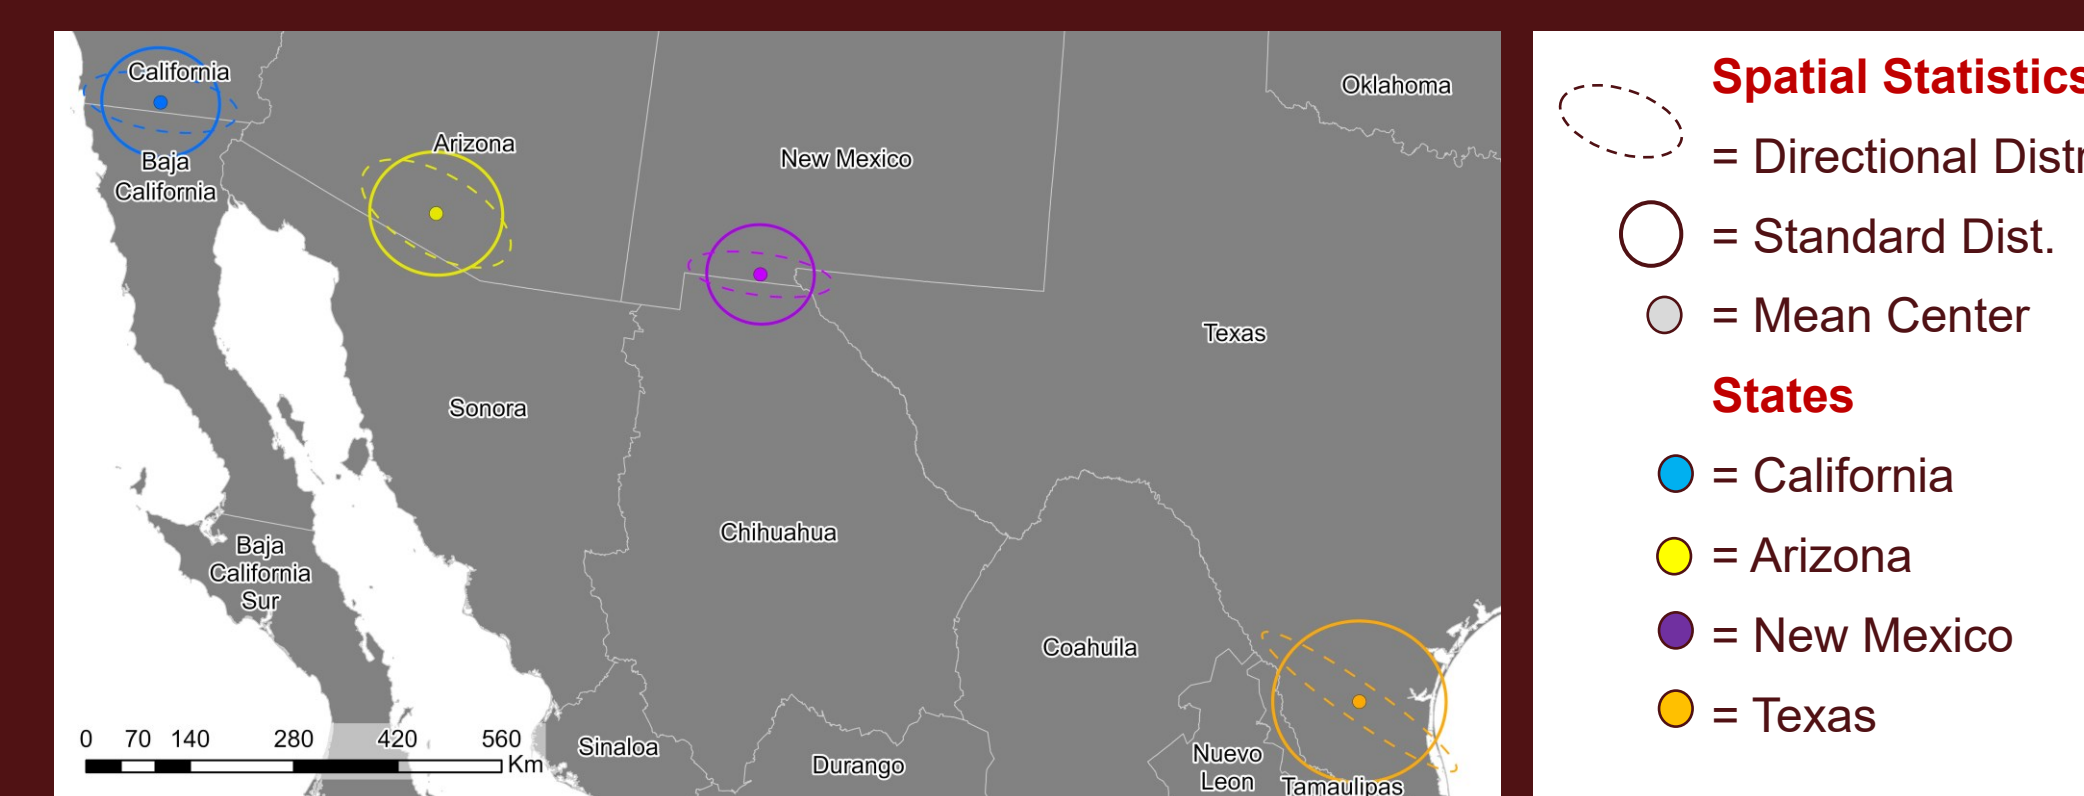 California
Baja
California
Arizona
New Mexico
Oklahoma
Texas
Sonora
Chihuahua
Baja
California
Sur
Coahuila
Sinaloa
Durango
Nuevo
Leon
Tamaulipas
0 70 140 280 420 560
Km
Spatial Statistics
= Directional Distr
= Standard Dist.
= Mean Center
States
= California
= Arizona
= New Mexico
= Texas